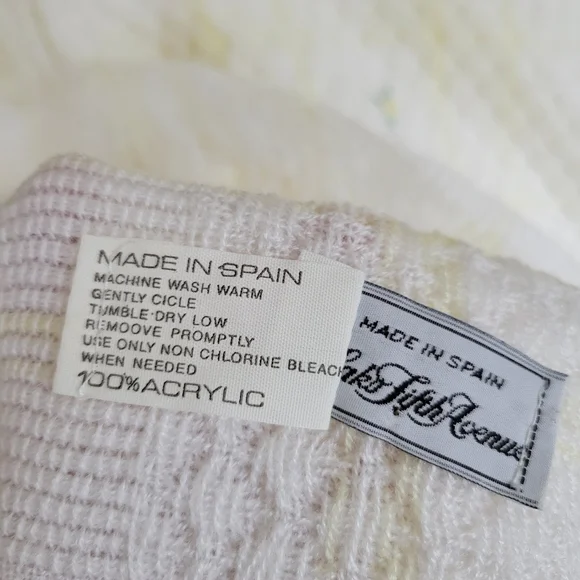 MADE IN SPAIN
MACHINE WASH WARM
GENTLY CICLE
TUMBLE DRY LOW
REMOOVE PROMPTLY
USE ONLY NON CHLORINE BLEACH
WHEN NEEDED
100% ACRYLIC
MADE IN SPAIN
Fifth Avenue